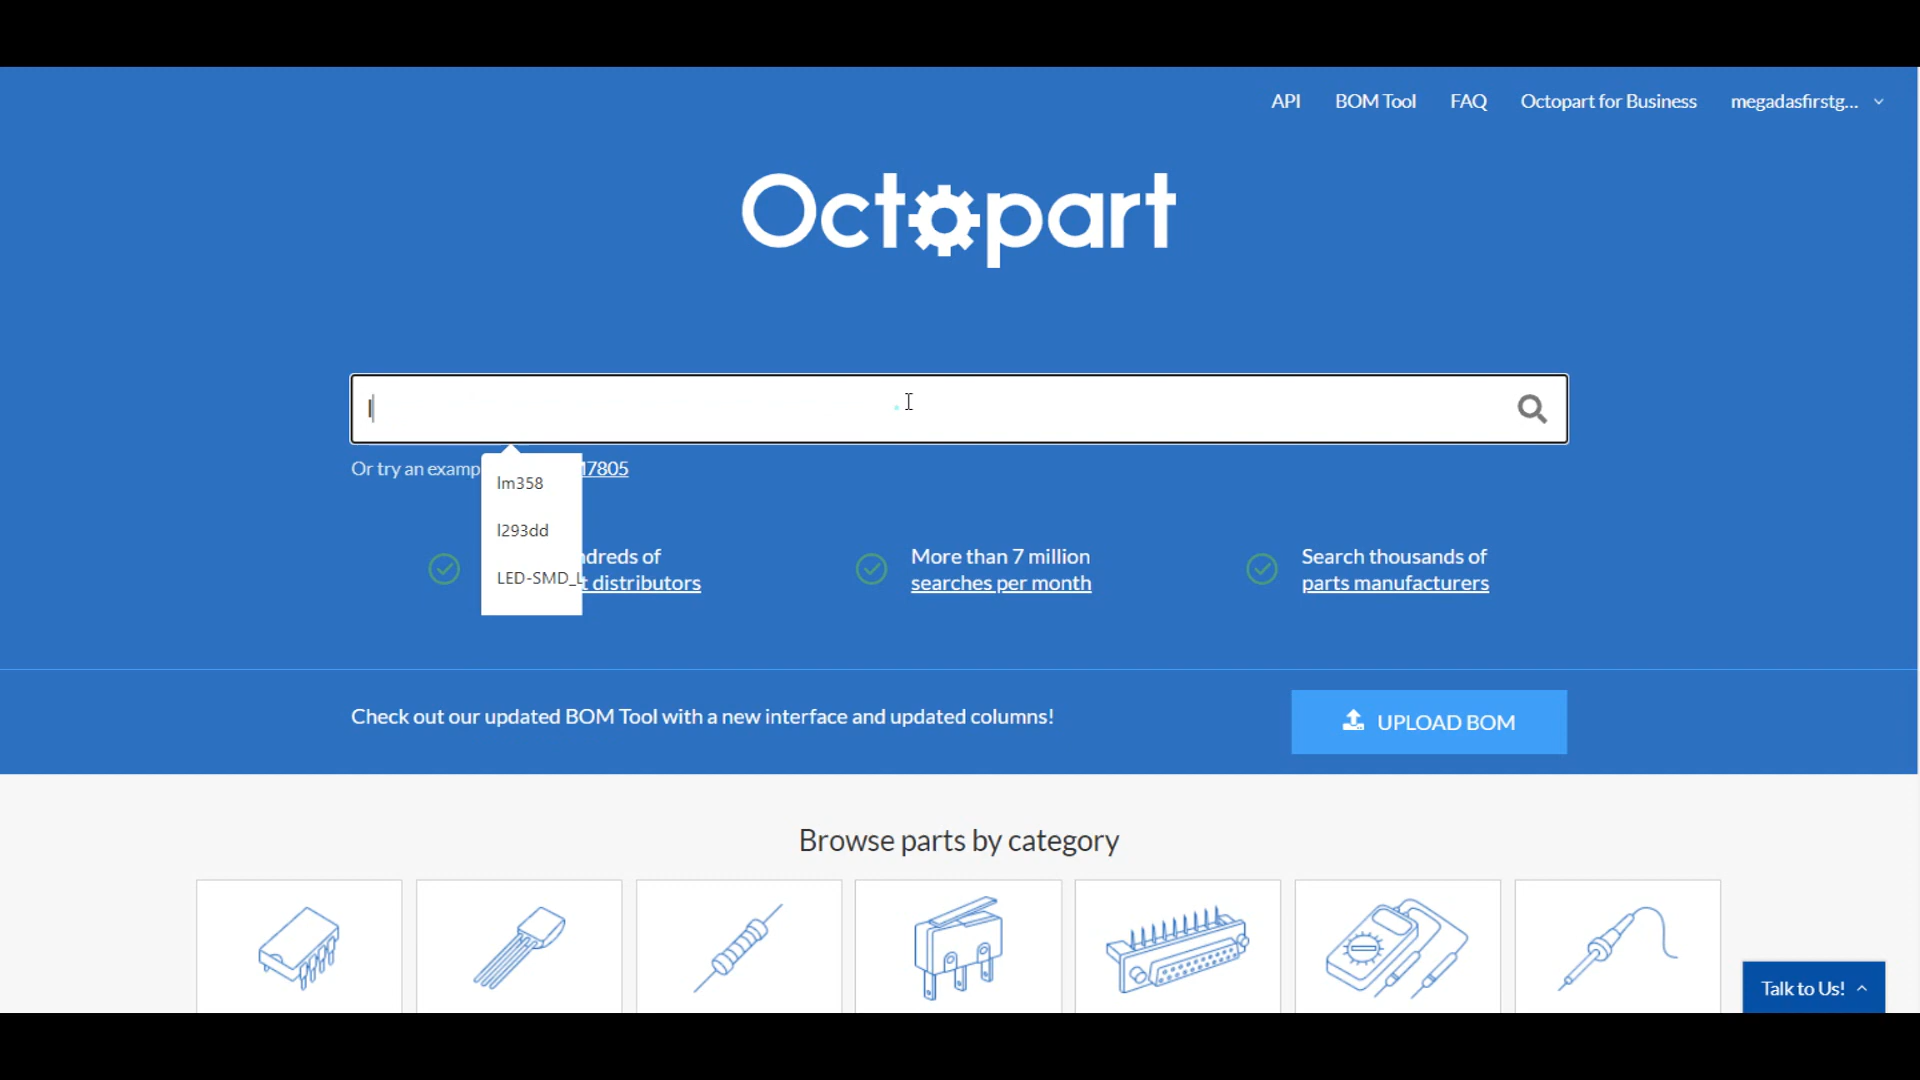 API BOM Tool FAQ Octopart for Business megadasfirstg...
Octopart
l
Or try an examp
17805
lm358
l293dd
LED-SMD_L
ndreds of
t distributors
More than 7 million
searches per month
Search thousands of
parts manufacturers
Check out our updated BOM Tool with a new interface and updated columns!
UPLOAD BOM
Browse parts by category
Talk to Us!